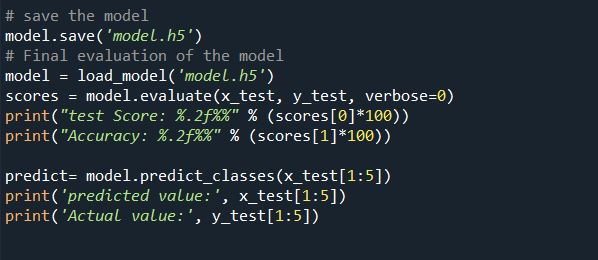 # save the model
model.save('model.h5')
# Final evaluation of the model
model = load_model('model.h5')
scores = model.evaluate(x_test, y_test, verbose=0)
print("test Score: %.2f%%" % (scores[0]*100))
print("Accuracy: %.2f%%" % (scores[1]*100))
predict= model.predict_classes(x_test[1:5])
print('predicted value:', x_test[1:5])
print('Actual value:', y_test[1:5])